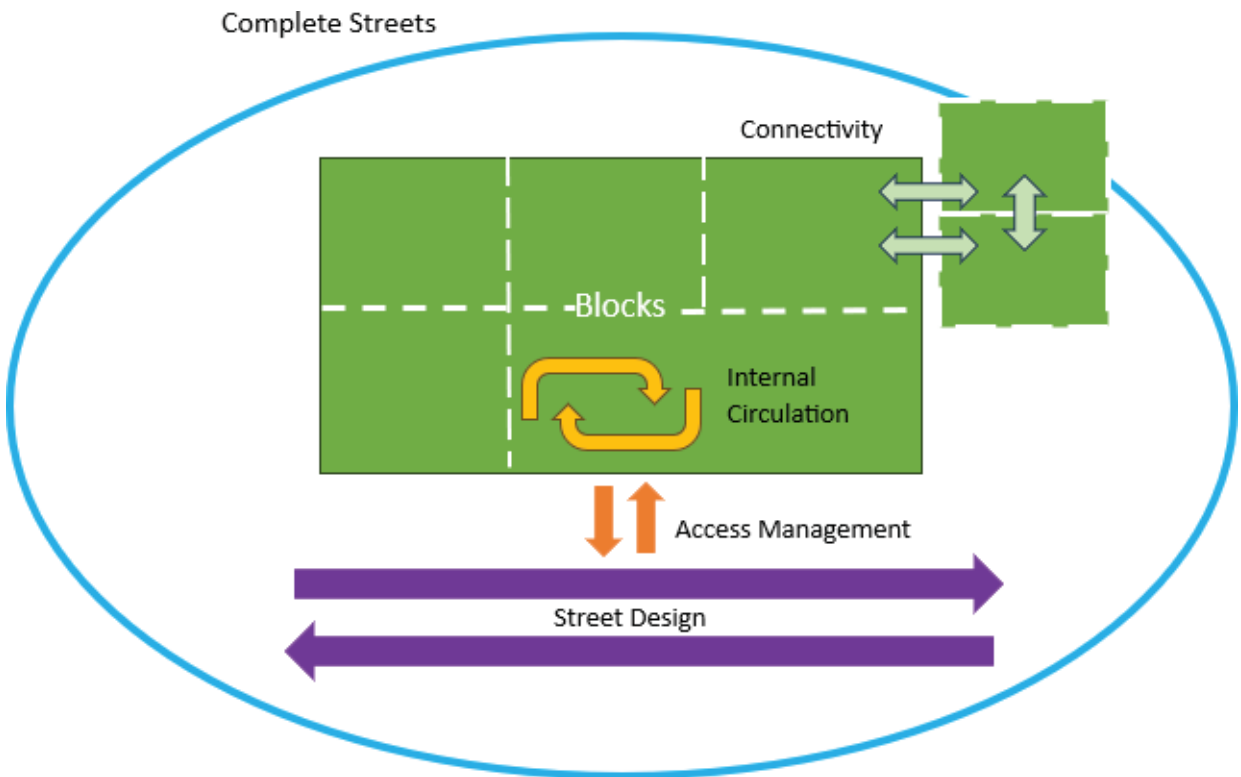 Complete Streets
Connectivity
Blocks
Internal
Circulation
Access Management
Street Design